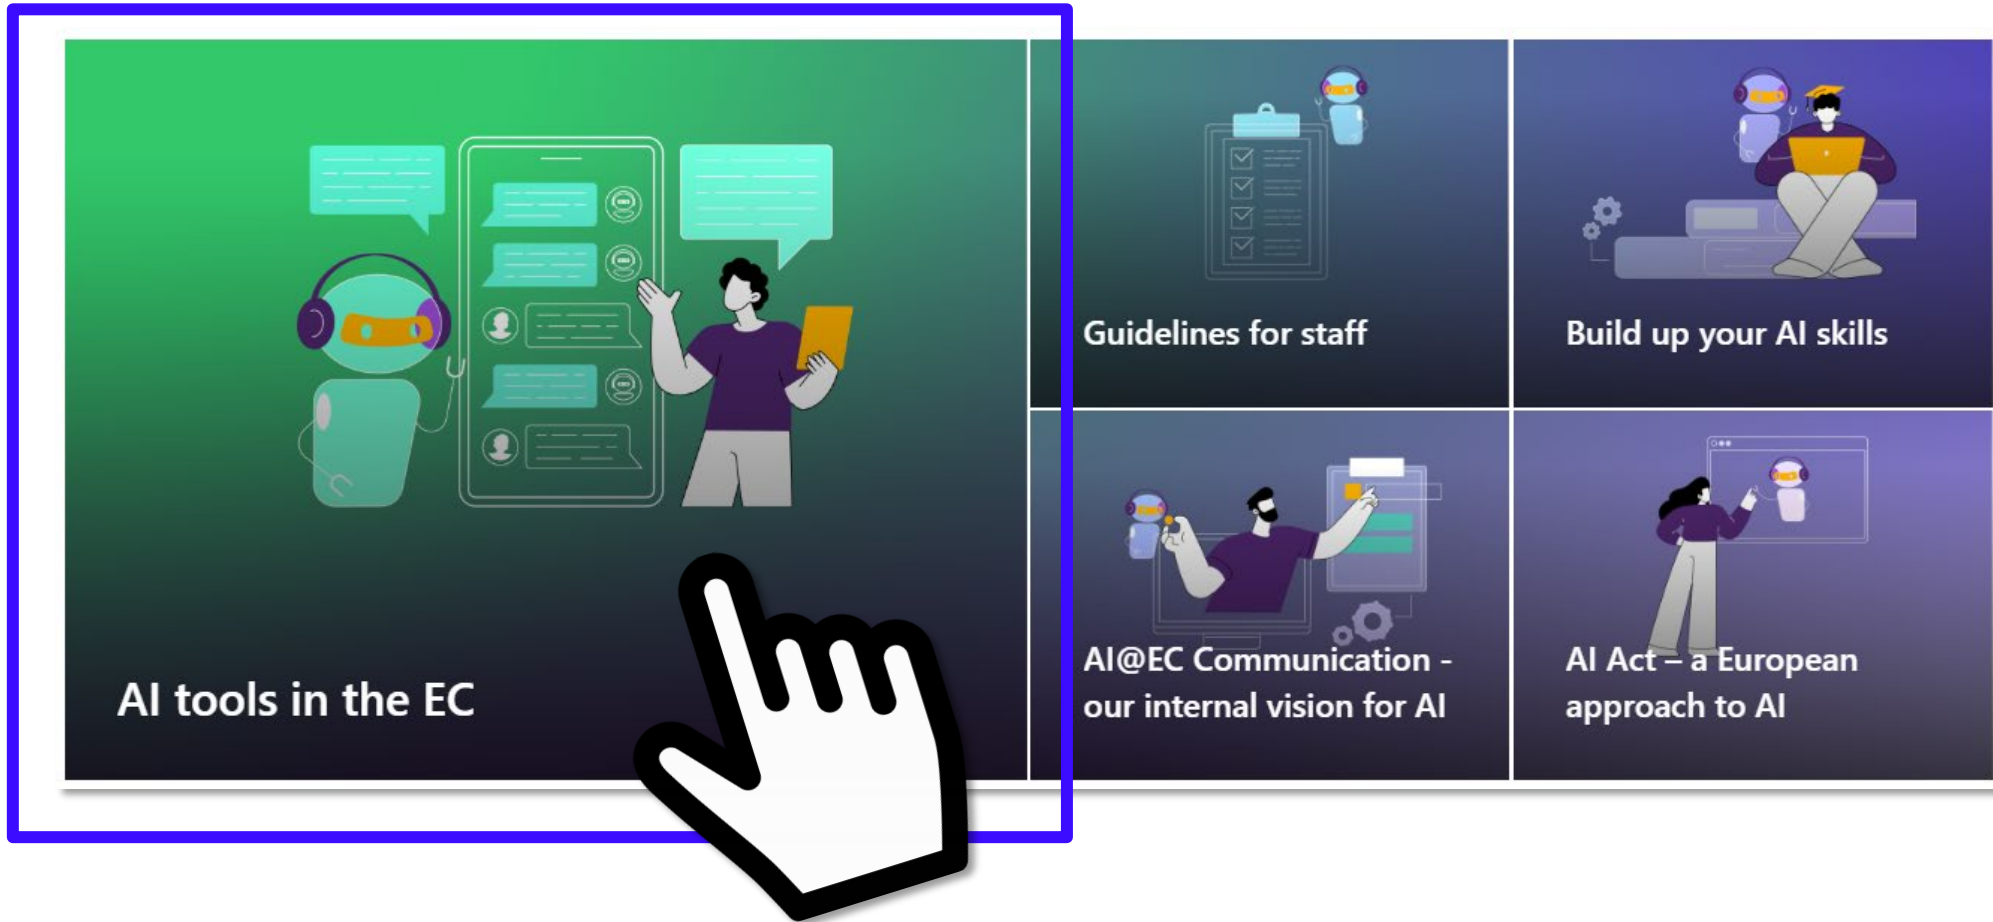 AI tools in the EC
Guidelines for staff
Build up your AI skills
AI@EC Communication -
our internal vision for AI
AI Act – a European
approach to AI